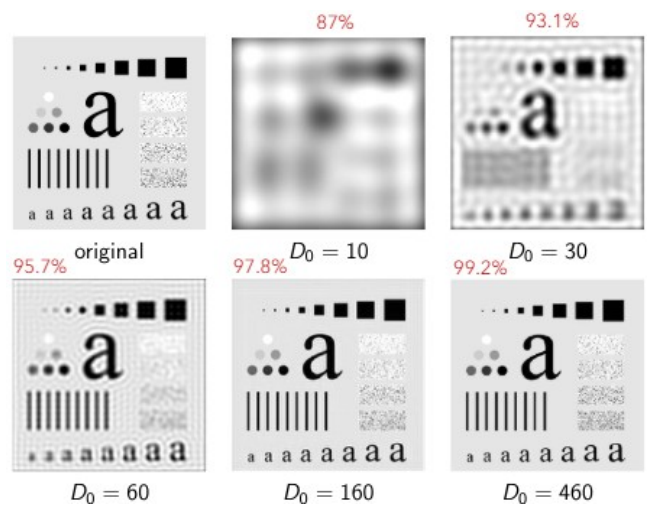 87%
93.1%
a
a a a a a a a a
original
D₀ = 10
a
D₀ = 30
95.7%
97.8%
99.2%
a
a a a a a a a a
a
a a a a a a a a
a
a a a a a a a a
D₀ = 60
D₀ = 160
D₀ = 460